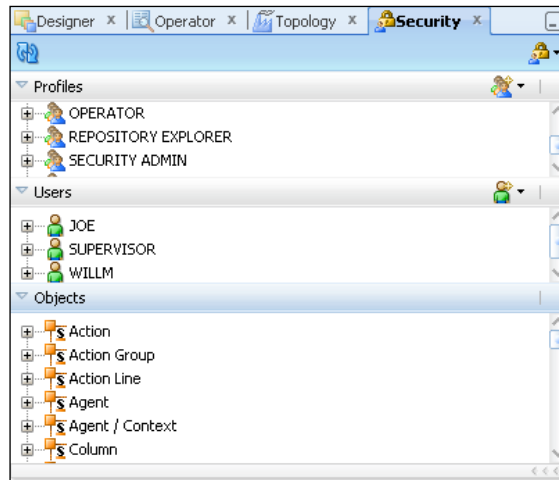 Designer x Operator x Topology x Security x
Profiles
OPERATOR
REPOSITORY EXPLORER
SECURITY ADMIN
Users
JOE
SUPERVISOR
WILLM
Objects
Action
Action Group
Action Line
Agent
Agent / Context
Column